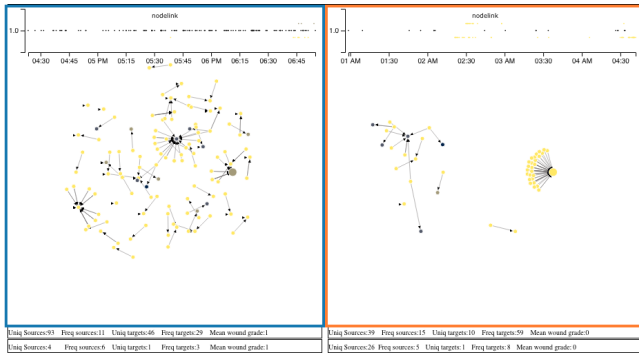 nodelink
1.0
04:30 04:45 05 PM 05:30 05:45 06 PM 06:15 06:45
Uniq Sources:93 Freq sources:11 Uniq targets:46 Freq targets:29 Mean wound grade:1
Uniq Sources:4 Freq sources:6 Uniq targets:1 Freq targets:3 Mean wound grade:1
nodelink
1.0
01 AM 01:30 02 AM 02:30 03 AM 03:30 04 AM 04:30
Uniq Sources:39 Freq sources:15 Uniq targets:10 Freq targets:59 Mean wound grade:0
Uniq Sources:26 Freq sources:5 Uniq targets:1 Freq targets:8 Mean wound grade:0